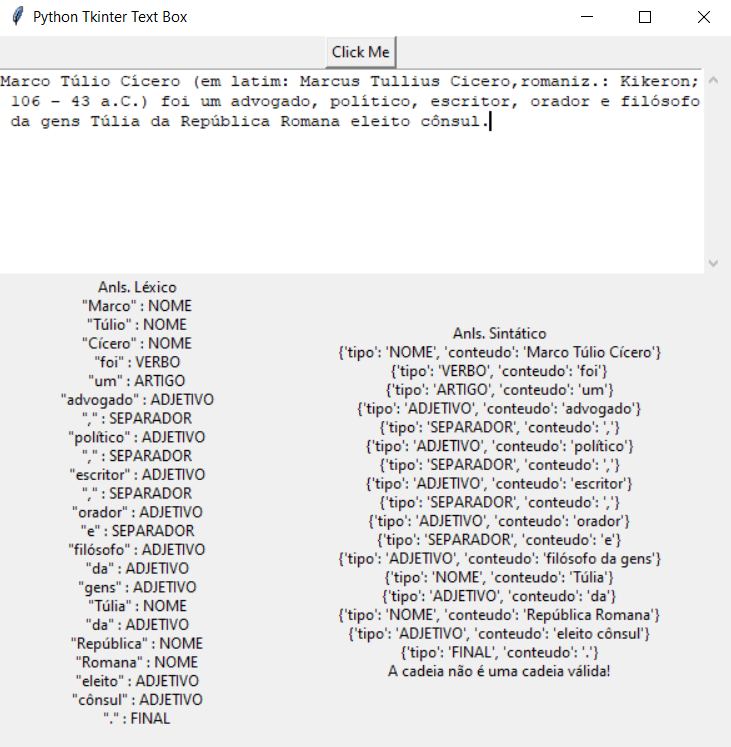 Python Tkinter Text Box
Click Me
Marco Túlio Cícero (em latim: Marcus Tullius Cicero,romaniz.: Kikeron;
106 – 43 a.C.) foi um advogado, político, escritor, orador e filósofo
da gens Túlia da República Romana eleito cônsul.
Anls. Léxico
"Marco" : NOME
"Túlio" : NOME
"Cícero" : NOME
"foi" : VERBO
"um" : ARTIGO
"advogado" : ADJETIVO
"," : SEPARADOR
"político" : ADJETIVO
"," : SEPARADOR
"escritor" : ADJETIVO
"," : SEPARADOR
"orador" : ADJETIVO
"e" : SEPARADOR
"filósofo" : ADJETIVO
"da" : ADJETIVO
"gens" : ADJETIVO
"Túlia" : NOME
"da" : ADJETIVO
"República" : NOME
"Romana" : NOME
"eleito" : ADJETIVO
"cônsul" : ADJETIVO
"." : FINAL
Anls. Sintático
{'tipo': 'NOME', 'conteudo': 'Marco Túlio Cícero'}
{'tipo': 'VERBO', 'conteudo': 'foi'}
{'tipo': 'ARTIGO', 'conteudo': 'um'}
{'tipo': 'ADJETIVO', 'conteudo': 'advogado'}
{'tipo': 'SEPARADOR', 'conteudo': ','}
{'tipo': 'ADJETIVO', 'conteudo': 'político'}
{'tipo': 'SEPARADOR', 'conteudo': ','}
{'tipo': 'ADJETIVO', 'conteudo': 'escritor'}
{'tipo': 'SEPARADOR', 'conteudo': ','}
{'tipo': 'ADJETIVO', 'conteudo': 'orador'}
{'tipo': 'SEPARADOR', 'conteudo': 'e'}
{'tipo': 'ADJETIVO', 'conteudo': 'filósofo da gens'}
{'tipo': 'NOME', 'conteudo': 'Túlia'}
{'tipo': 'ADJETIVO', 'conteudo': 'da'}
{'tipo': 'NOME', 'conteudo': 'República Romana'}
{'tipo': 'ADJETIVO', 'conteudo': 'eleito cônsul'}
{'tipo': 'FINAL', 'conteudo': '.'}
A cadeia não é uma cadeia válida!